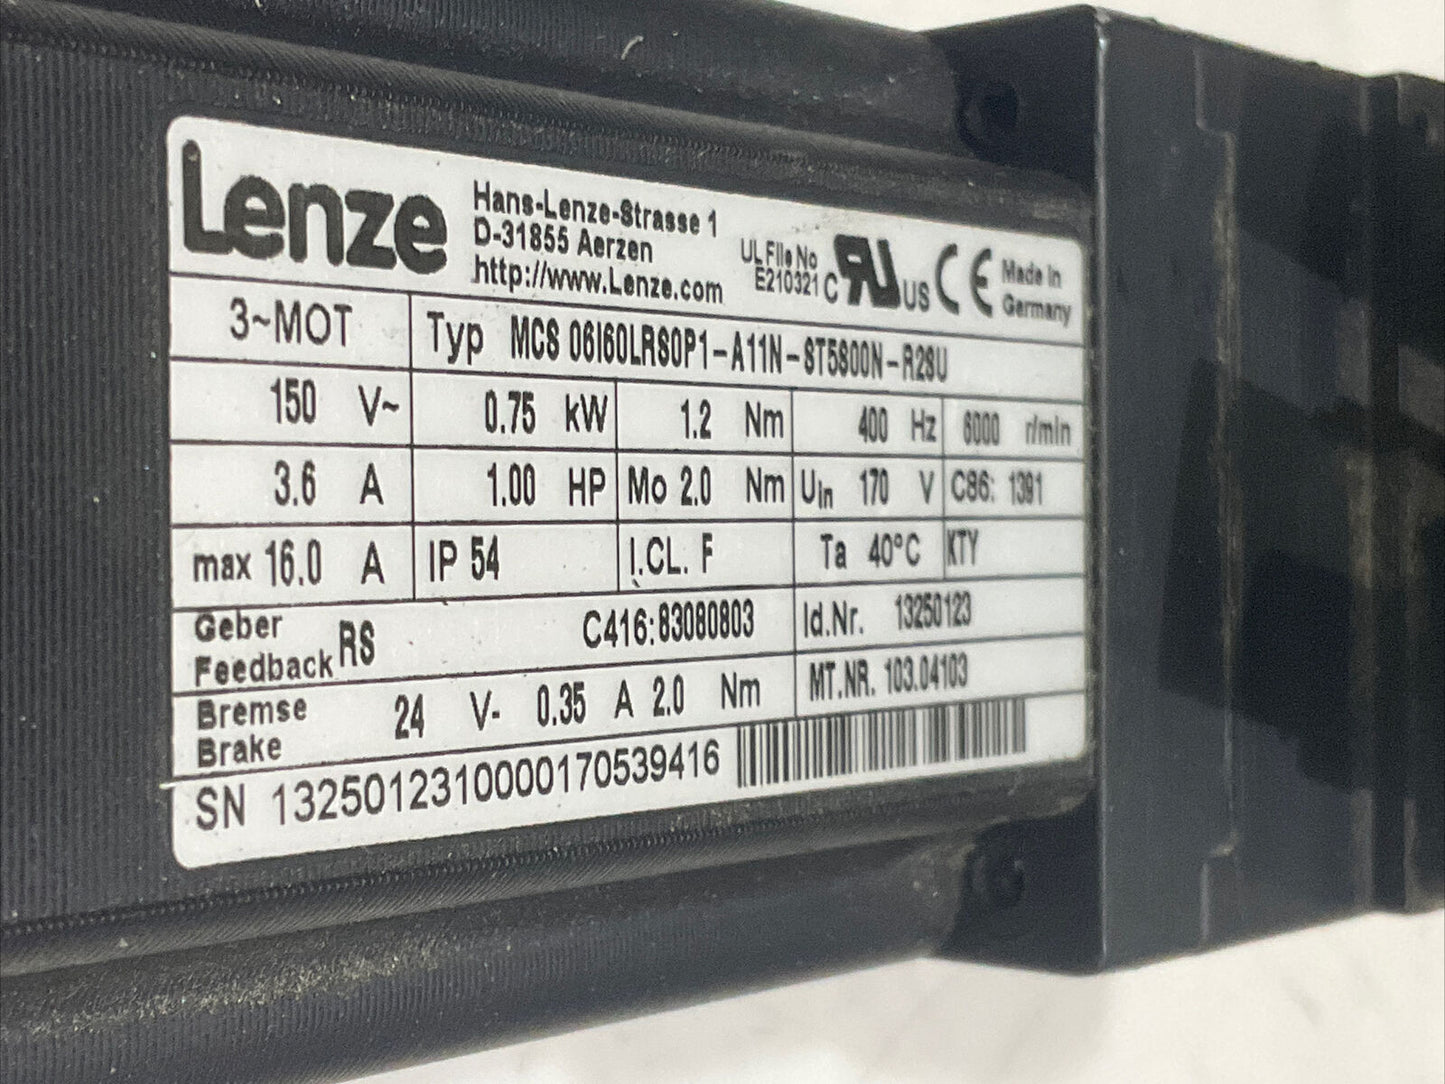 Lenze
Hans-Lenze-Strasse 1
D-31855 Aerzen
http://www.Lenze.com
UL File No
E210321
C RU US CE
Made in
Germany
3~MOT Typ MCS 06I60LRS0P1-A11N-ST5S00N-R2SU
150 V~ 0.75 kW 1.2 Nm 400 Hz 6000 r/min
3.6 A 1.00 HP Mo 2.0 Nm Uin 170 V C86: 1391
max 16.0 A IP 54 I.CL. F Ta 40°C KTY
Geber
Feedback RS C416:83080803 Id.Nr. 13250123
Bremse
Brake 24 V- 0.35 A 2.0 Nm MT.NR. 103.04103
SN 1325012310000170539416